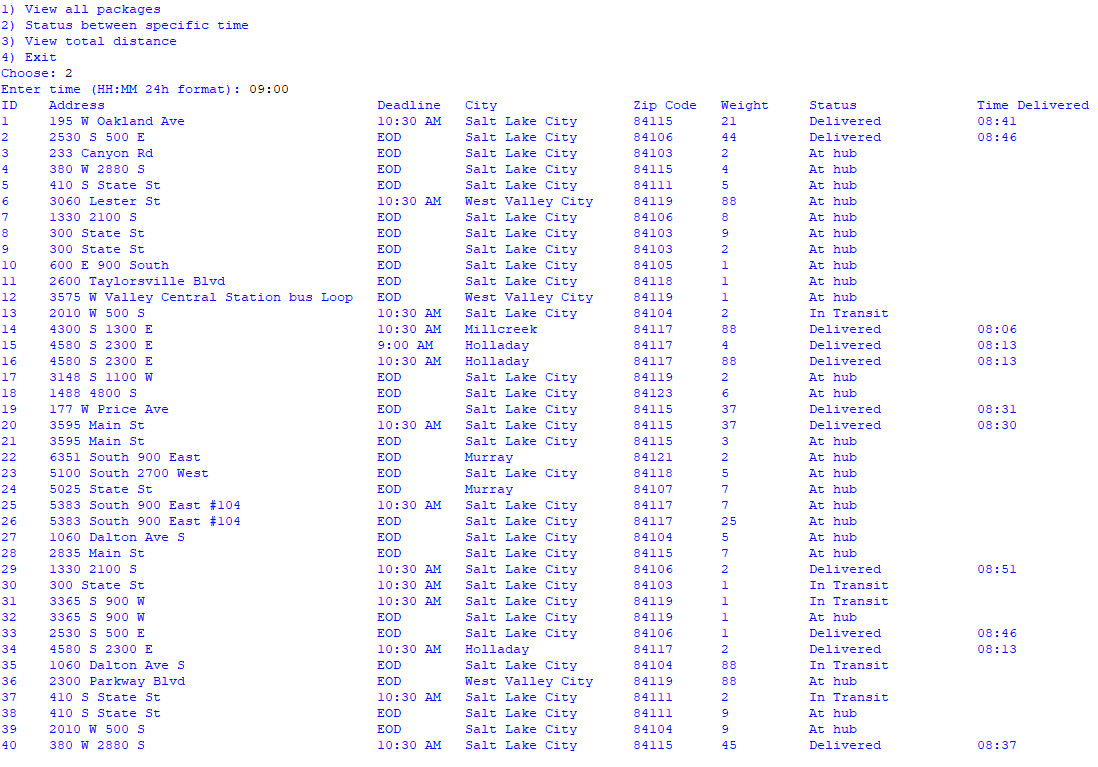 1) View all packages
2) Status between specific time
3) View total distance
4) Exit
Choose: 2
Enter time (HH:MM 24h format): 09:00
ID Address Deadline City Zip Code Weight Status Time Delivered
1 195 W Oakland Ave 10:30 AM Salt Lake City 84115 21 Delivered 08:41
2 2530 S 500 E EOD Salt Lake City 84106 44 Delivered 08:46
3 233 Canyon Rd EOD Salt Lake City 84103 2 At hub
4 380 W 2880 S EOD Salt Lake City 84115 4 At hub
5 410 S State St EOD Salt Lake City 84111 5 At hub
6 3060 Lester St 10:30 AM West Valley City 84119 88 At hub
7 1330 2100 S EOD Salt Lake City 84106 8 At hub
8 300 State St EOD Salt Lake City 84103 9 At hub
9 300 State St EOD Salt Lake City 84103 2 At hub
10 600 E 900 South EOD Salt Lake City 84105 1 At hub
11 2600 Taylorsville Blvd EOD Salt Lake City 84118 1 At hub
12 3575 W Valley Central Station bus Loop EOD West Valley City 84119 1 At hub
13 2010 W 500 S 10:30 AM Salt Lake City 84104 2 In Transit
14 4300 S 1300 E 10:30 AM Millcreek 84117 88 Delivered 08:06
15 4580 S 2300 E 9:00 AM Holladay 84117 4 Delivered 08:13
16 4580 S 2300 E 10:30 AM Holladay 84117 88 Delivered 08:13
17 3148 S 1100 W EOD Salt Lake City 84119 2 At hub
18 1488 4800 S EOD Salt Lake City 84123 6 At hub
19 177 W Price Ave EOD Salt Lake City 84115 37 Delivered 08:31
20 3595 Main St 10:30 AM Salt Lake City 84115 37 Delivered 08:30
21 3595 Main St EOD Salt Lake City 84115 3 At hub
22 6351 South 900 East EOD Murray 84121 2 At hub
23 5100 South 2700 West EOD Salt Lake City 84118 5 At hub
24 5025 State St EOD Murray 84107 7 At hub
25 5383 South 900 East #104 10:30 AM Salt Lake City 84117 7 At hub
26 5383 South 900 East #104 EOD Salt Lake City 84117 25 At hub
27 1060 Dalton Ave S EOD Salt Lake City 84104 5 At hub
28 2835 Main St EOD Salt Lake City 84115 7 At hub
29 1330 2100 S 10:30 AM Salt Lake City 84106 2 Delivered 08:51
30 300 State St 10:30 AM Salt Lake City 84103 1 In Transit
31 3365 S 900 W 10:30 AM Salt Lake City 84119 1 In Transit
32 3365 S 900 W EOD Salt Lake City 84119 1 At hub
33 2530 S 500 E EOD Salt Lake City 84106 1 Delivered 08:46
34 4580 S 2300 E 10:30 AM Holladay 84117 2 Delivered 08:13
35 1060 Dalton Ave S EOD Salt Lake City 84104 88 In Transit
36 2300 Parkway Blvd EOD West Valley City 84119 88 At hub
37 410 S State St 10:30 AM Salt Lake City 84111 2 In Transit
38 410 S State St EOD Salt Lake City 84111 9 At hub
39 2010 W 500 S EOD Salt Lake City 84104 9 At hub
40 380 W 2880 S 10:30 AM Salt Lake City 84115 45 Delivered 08:37